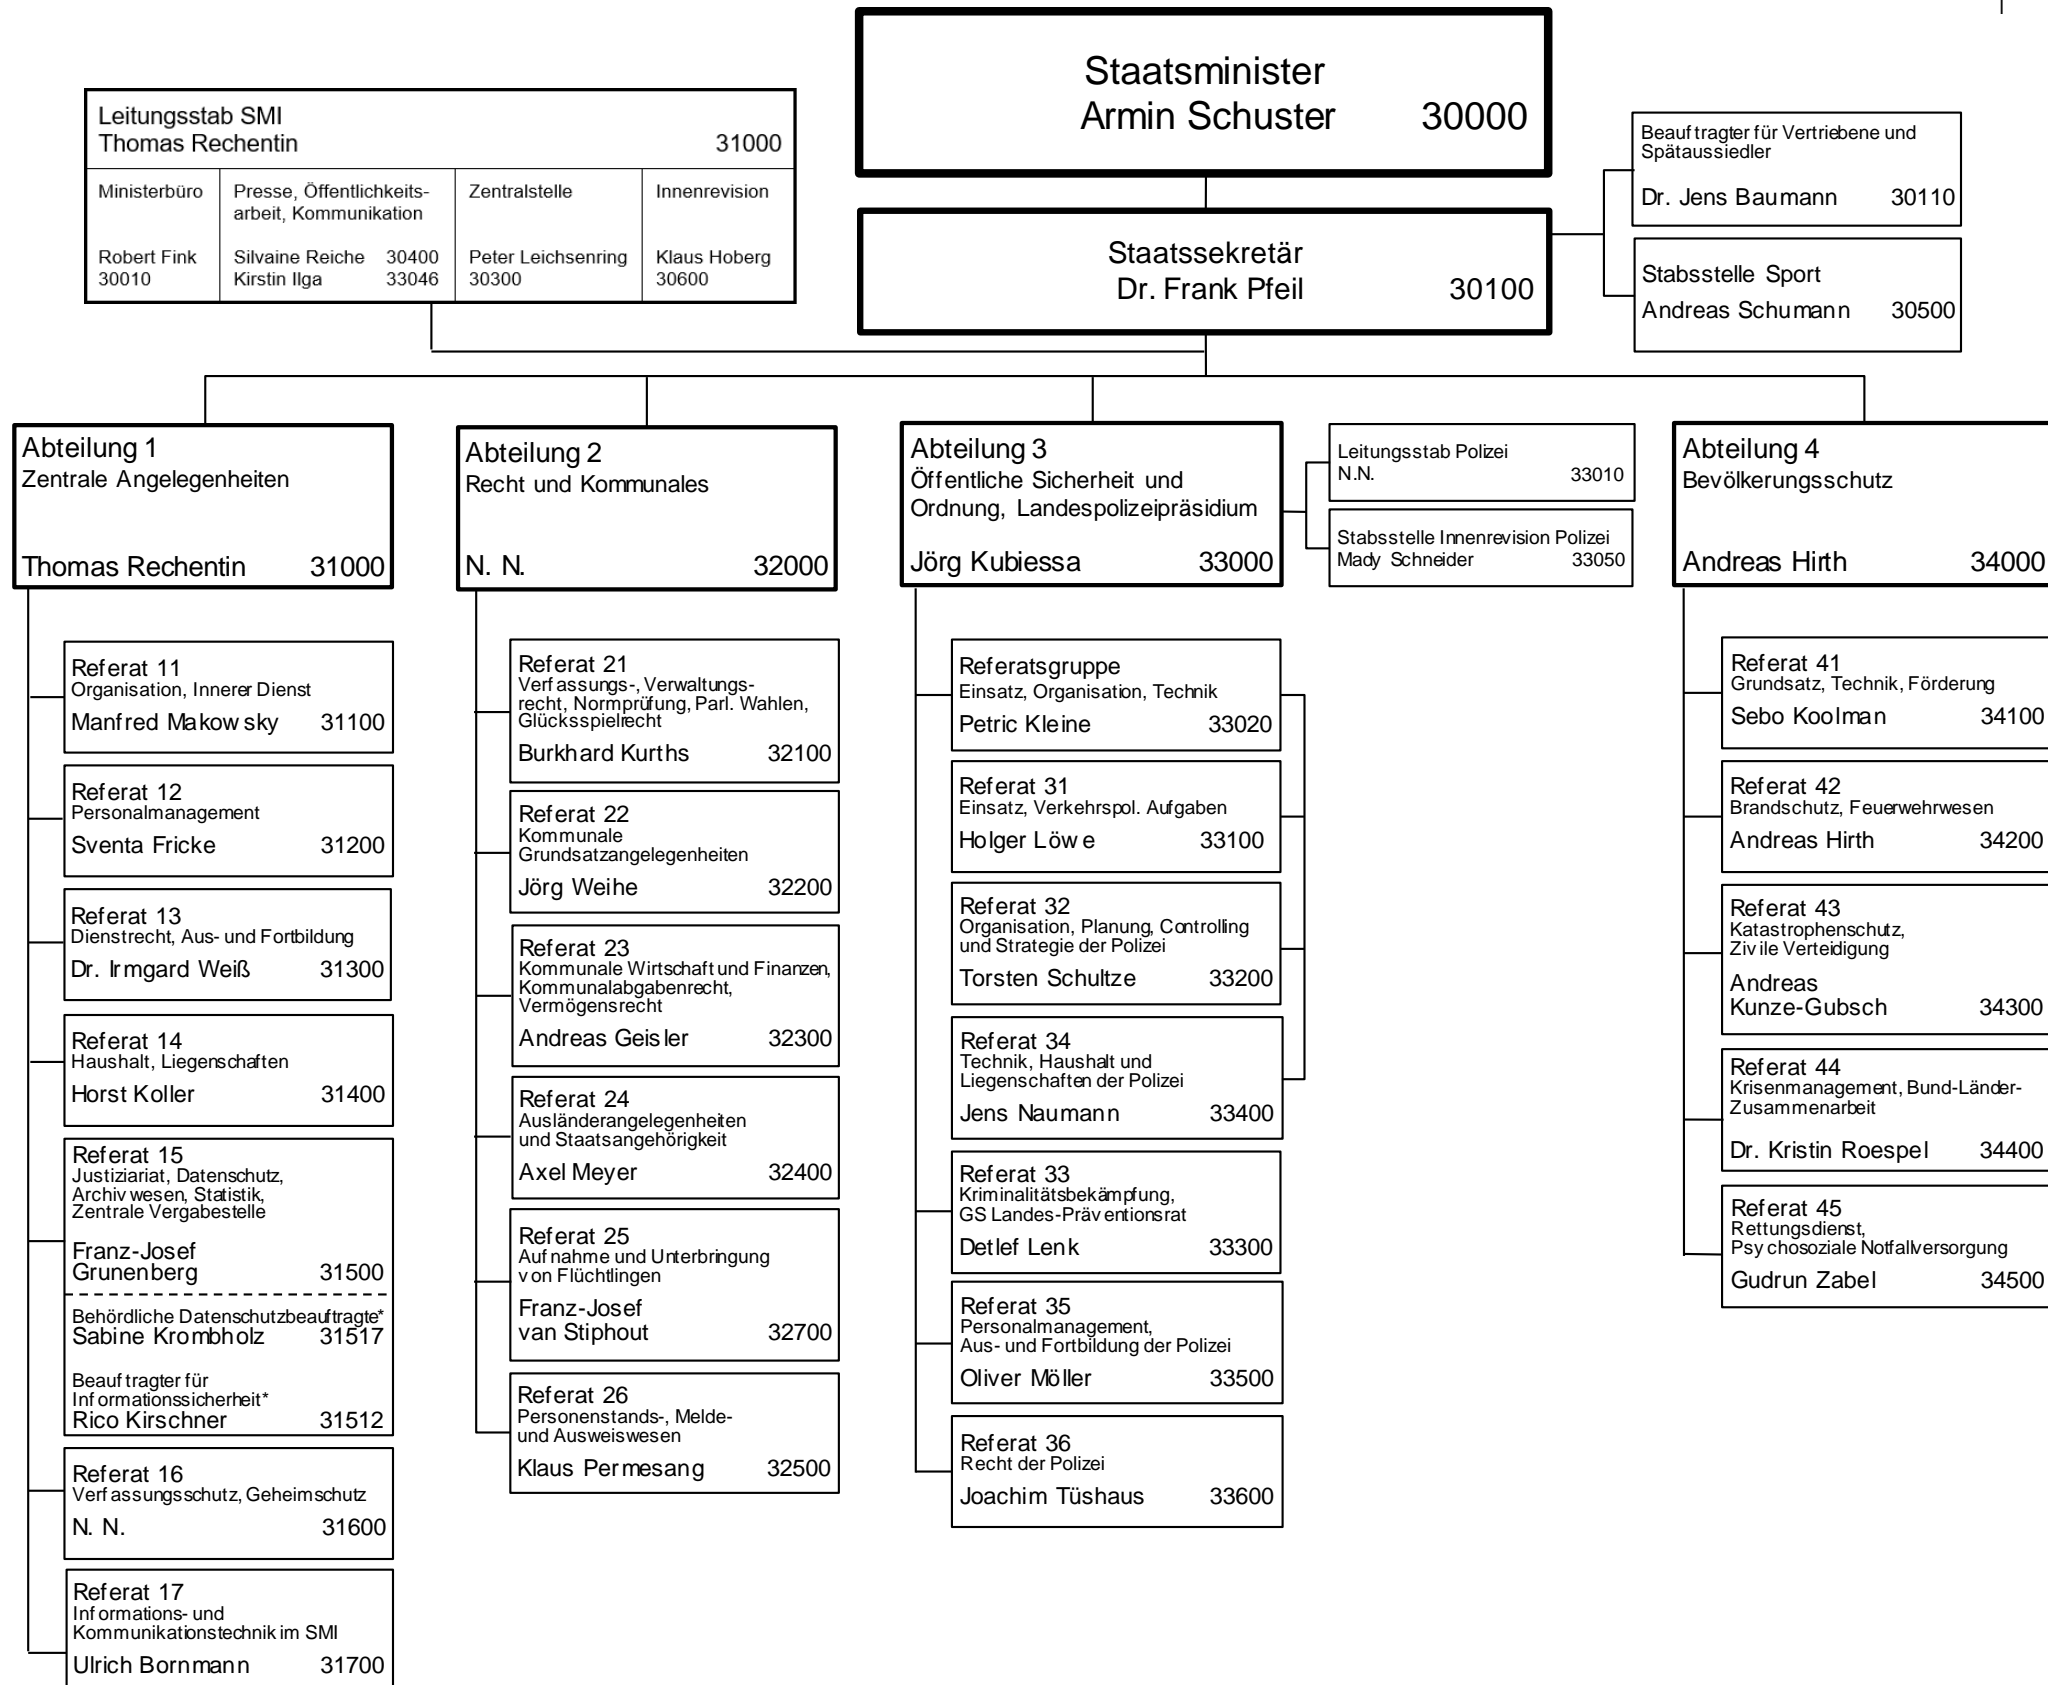 Staatsminister
Armin Schuster 30000
Leitungsstab SMI
Thomas Rechentin 31000
Ministerbüro
Robert Fink
30010
Presse, Öffentlichkeits-
arbeit, Kommunikation
Silvaine Reiche 30400
Kirstin Ilga 33046
Zentralstelle
Peter Leichsenring
30300
Innenrevision
Klaus Hoberg
30600
Staatssekretär
Dr. Frank Pfeil 30100
Beauftragter für Vertriebene und
Spätaussiedler
Dr. Jens Baumann 30110
Stabsstelle Sport
Andreas Schumann 30500
Abteilung 1
Zentrale Angelegenheiten
Thomas Rechentin 31000
Referat 11
Organisation, Innerer Dienst
Manfred Makowsky 31100
Referat 12
Personalmanagement
Sventa Fricke 31200
Referat 13
Dienstrecht, Aus- und Fortbildung
Dr. Irmgard Weiß 31300
Referat 14
Haushalt, Liegenschaften
Horst Koller 31400
Referat 15
Justiziariat, Datenschutz,
Archivwesen, Statistik,
Zentrale Vergabestelle
Franz-Josef
Grunenberg 31500
Behördliche Datenschutzbeauftragte*
Sabine Krombholz 31517
Beauftragter für
Informationssicherheit*
Rico Kirschner 31512
Referat 16
Verfassungsschutz, Geheimschutz
N. N. 31600
Referat 17
Informations- und
Kommunikationstechnik im SMI
Ulrich Bornmann 31700
Abteilung 2
Recht und Kommunales
N. N. 32000
Referat 21
Verfassungs-, Verwaltungs-
recht, Normprüfung, Parl. Wahlen,
Glücksspielrecht
Burkhard Kurths 32100
Referat 22
Kommunale
Grundsatzangelegenheiten
Jörg Weihe 32200
Referat 23
Kommunale Wirtschaft und Finanzen,
Kommunalabgabenrecht,
Vermögensrecht
Andreas Geisler 32300
Referat 24
Ausländerangelegenheiten
und Staatsangehörigkeit
Axel Meyer 32400
Referat 25
Aufnahme und Unterbringung
von Flüchtlingen
Franz-Josef
van Stiphout 32700
Referat 26
Personenstands-, Melde-
und Ausweiswesen
Klaus Permesang 32500
Abteilung 3
Öffentliche Sicherheit und
Ordnung, Landespolizeipräsidium
Jörg Kubiessa 33000
Leitungsstab Polizei
N.N. 33010
Stabsstelle Innenrevision Polizei
Mady Schneider 33050
Referatsgruppe
Einsatz, Organisation, Technik
Petric Kleine 33020
Referat 31
Einsatz, Verkehrspol. Aufgaben
Holger Löwe 33100
Referat 32
Organisation, Planung, Controlling
und Strategie der Polizei
Torsten Schultze 33200
Referat 34
Technik, Haushalt und
Liegenschaften der Polizei
Jens Naumann 33400
Referat 33
Kriminalitätsbekämpfung,
GS Landes-Präventionsrat
Detlef Lenk 33300
Referat 35
Personalmanagement,
Aus- und Fortbildung der Polizei
Oliver Möller 33500
Referat 36
Recht der Polizei
Joachim Tüshaus 33600
Abteilung 4
Bevölkerungsschutz
Andreas Hirth 34000
Referat 41
Grundsatz, Technik, Förderung
Sebo Koolman 34100
Referat 42
Brandschutz, Feuerwehrwesen
Andreas Hirth 34200
Referat 43
Katastrophenschutz,
Zivile Verteidigung
Andreas
Kunze-Gubsch 34300
Referat 44
Krisenmanagement, Bund-Länder-
Zusammenarbeit
Dr. Kristin Roespel 34400
Referat 45
Rettungsdienst,
Psychosoziale Notfallversorgung
Gudrun Zabel 34500